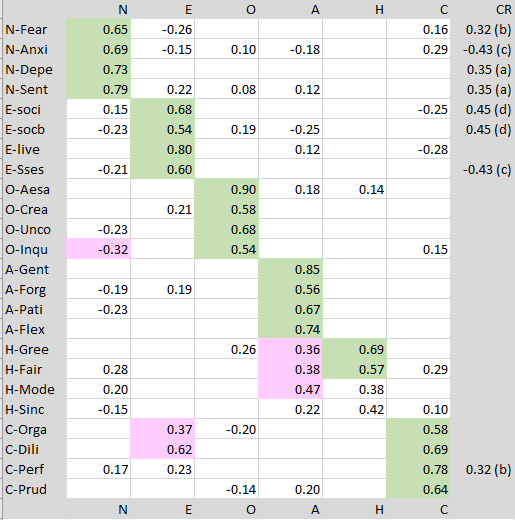 N E O A H C CR
N-Fear 0.65 -0.26 0.16 0.32 (b)
N-Anxi 0.69 -0.15 0.10 -0.18 0.29 -0.43 (c)
N-Depe 0.73 0.35 (a)
N-Sent 0.79 0.22 0.08 0.12 0.35 (a)
E-soci 0.15 0.68 -0.25 0.45 (d)
E-socb -0.23 0.54 0.19 -0.25 0.45 (d)
E-live 0.80 0.12 -0.28
E-Sses -0.21 0.60 -0.43 (c)
O-Aesa 0.90 0.18 0.14
O-Crea 0.21 0.58
O-Unco -0.23 0.68
O-Inqu -0.32 0.54 0.15
A-Gent 0.85
A-Forg -0.19 0.19 0.56
A-Pati -0.23 0.67
A-Flex 0.74
H-Gree 0.26 0.36 0.69
H-Fair 0.28 0.38 0.57 0.29
H-Mode 0.20 0.47 0.38
H-Sinc -0.15 0.22 0.42 0.10
C-Orga 0.37 -0.20 0.58
C-Dili 0.62 0.69
C-Perf 0.17 0.23 0.78 0.32 (b)
C-Prud -0.14 0.20 0.64
N E O A H C